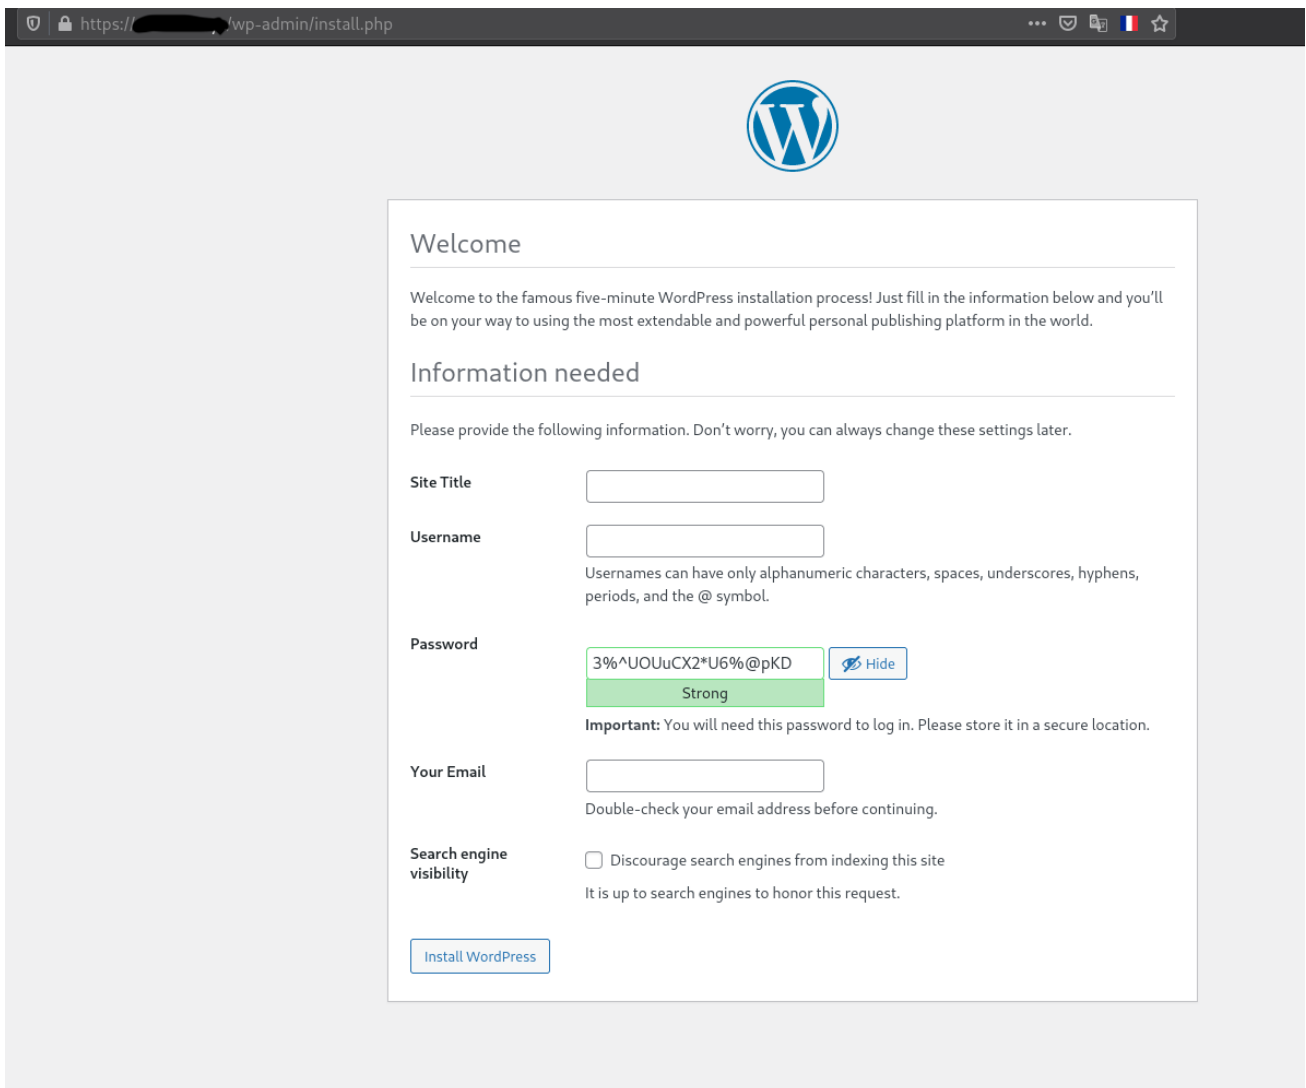 https://
/wp-admin/install.php
Welcome
Welcome to the famous five-minute WordPress installation process! Just fill in the information below and you’ll
be on your way to using the most extendable and powerful personal publishing platform in the world.
Information needed
Please provide the following information. Don’t worry, you can always change these settings later.
Site Title
Username
Usernames can have only alphanumeric characters, spaces, underscores, hyphens,
periods, and the @ symbol.
Password
3%^UOUuCX2*U6%@pKD
Hide
Strong
Important: You will need this password to log in. Please store it in a secure location.
Your Email
Double-check your email address before continuing.
Search engine
visibility
Discourage search engines from indexing this site
It is up to search engines to honor this request.
Install WordPress